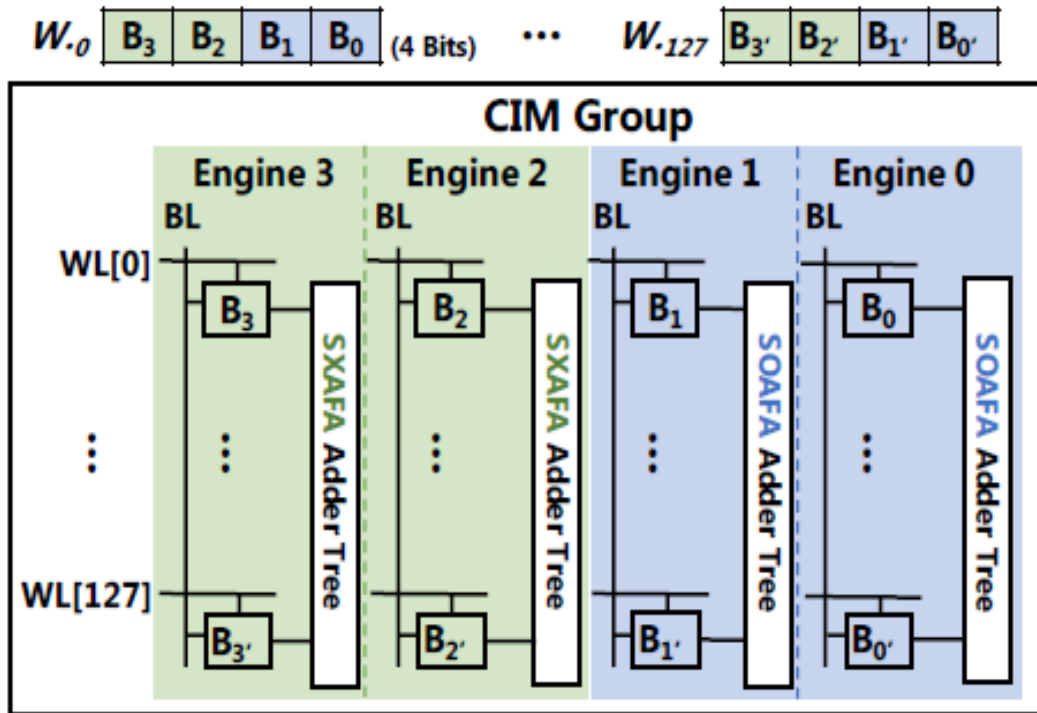 W.₀ B₃ B₂ B₁ B₀ (4 Bits) ... W.₁₂₇ B₃′ B₂′ B₁′ B₀′
CIM Group
Engine 3 Engine 2 Engine 1 Engine 0
BL BL BL BL
WL[0]
B₃ B₂ B₁ B₀
SXAFA Adder Tree
SXAFA Adder Tree
SOAFA Adder Tree
SOAFA Adder Tree
... ... ... ... ...
WL[127]
B₃′ B₂′ B₁′ B₀′